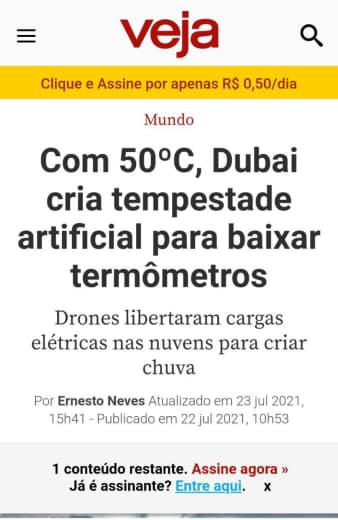 veja
Clique e Assine por apenas R$ 0,50/dia
Mundo
Com 50ºC, Dubai
cria tempestade
artificial para baixar
termômetros
Drones libertaram cargas
elétricas nas nuvens para criar
chuva
Por Ernesto Neves Atualizado em 23 jul 2021,
15h41 - Publicado em 22 jul 2021, 10h53
1 conteúdo restante. Assine agora »
Já é assinante? Entre aqui. x